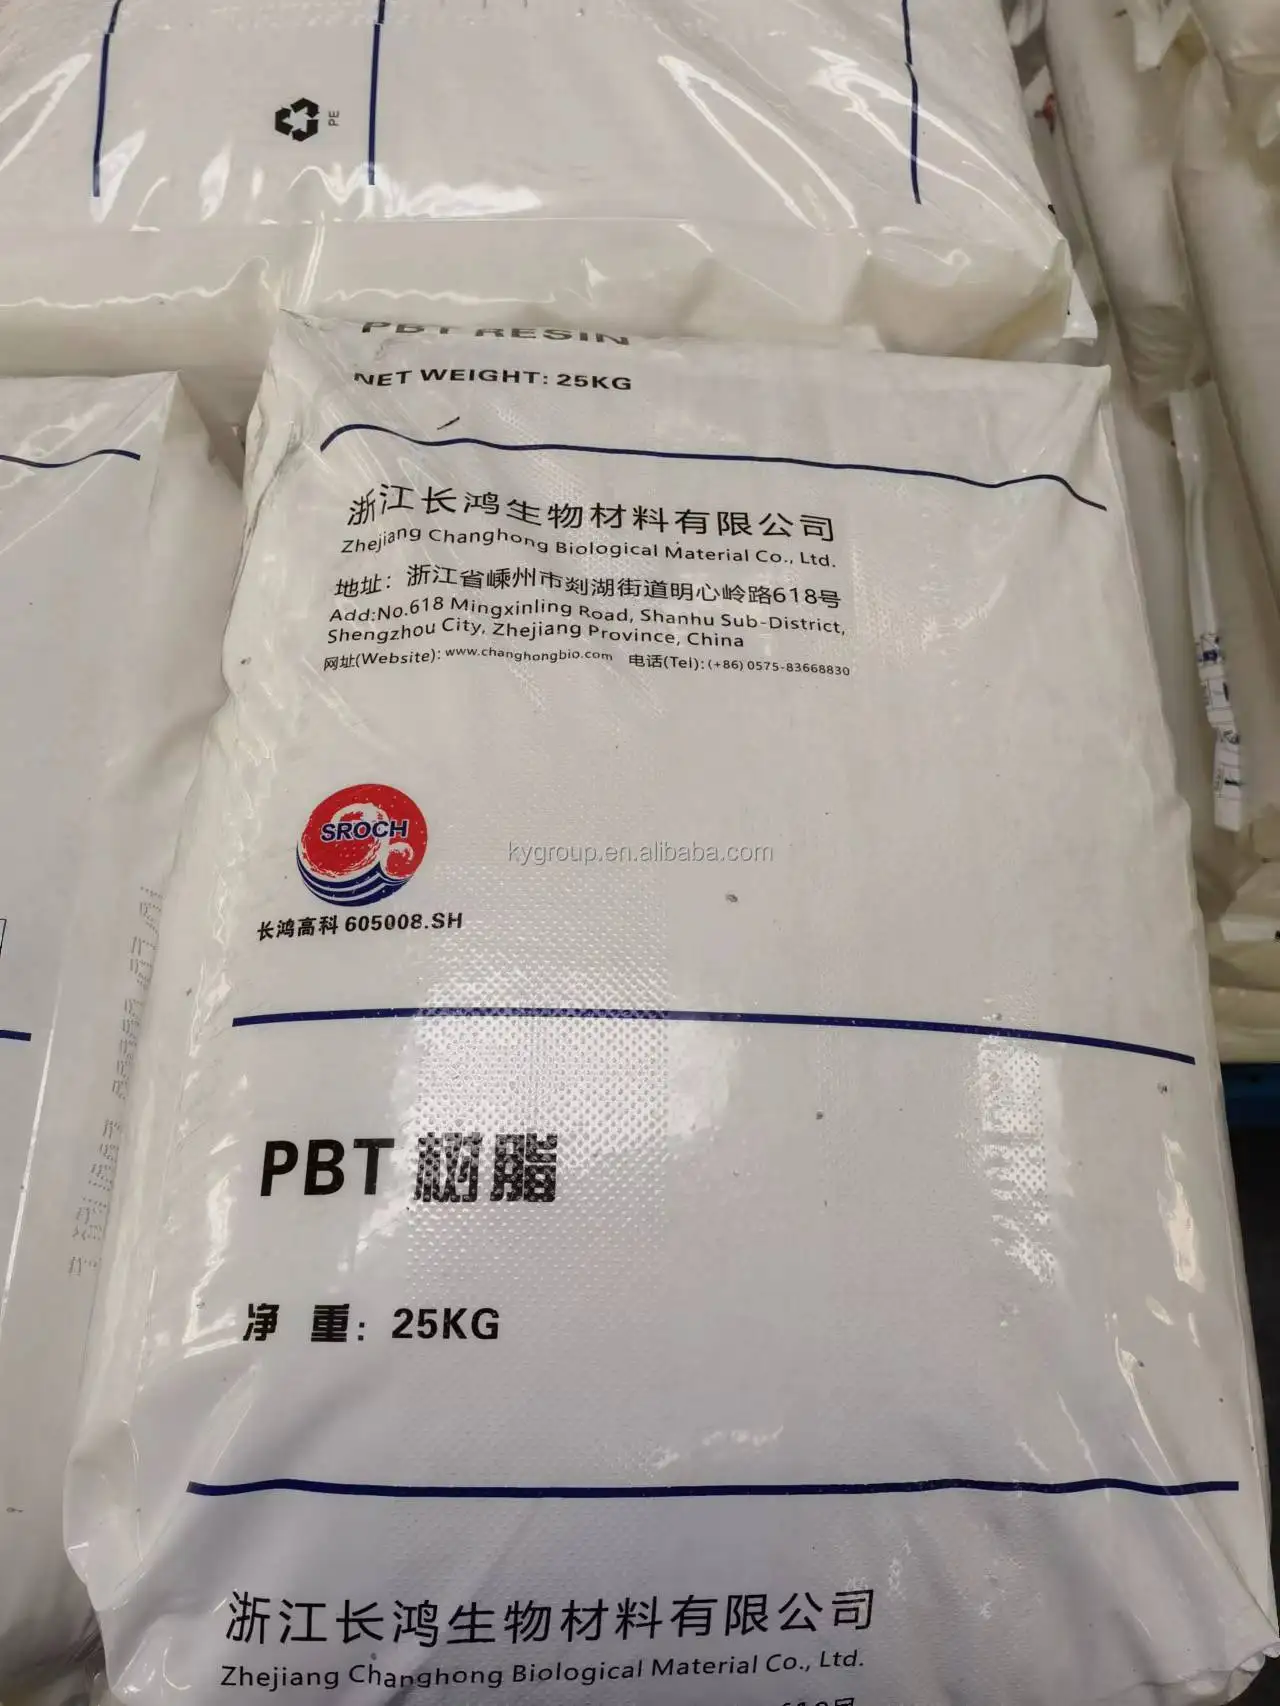 PE
PBT RESIN
NET WEIGHT: 25KG
浙江长鸿生物材料有限公司
Zhejiang Changhong Biological Material Co., Ltd.
地址：浙江省嵊州市剡湖街道明心岭路618号
Add:No.618 Mingxinling Road, Shanhu Sub-District,
Shengzhou City, Zhejiang Province, China
网址(Website): www.changhongbio.com 电话(Tel): (+86) 0575-83668830
SROCH
kygroup.en.alibaba.com
长鸿高科 605008.SH
PBT 树脂
净 重: 25KG
浙江长鸿生物材料有限公司
Zhejiang Changhong Biological Material Co., Ltd.